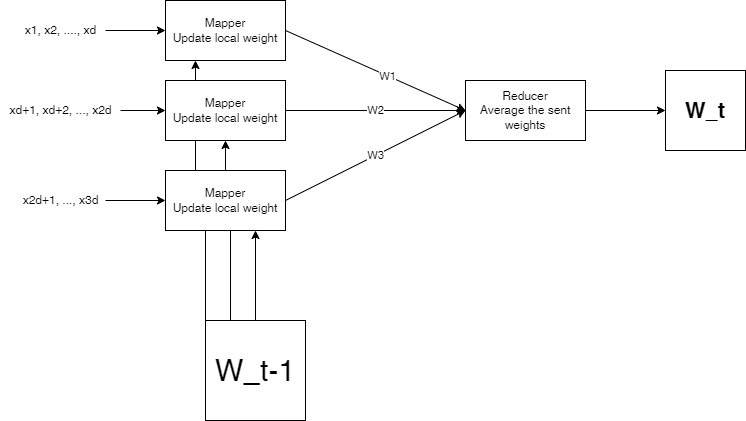 x1, x2, ...., xd
Mapper
Update local weight
W1
xd+1, xd+2, ..., x2d
Mapper
Update local weight
W2
Reducer
Average the sent
weights
W_t
x2d+1, ..., x3d
Mapper
Update local weight
W3
W_t-1